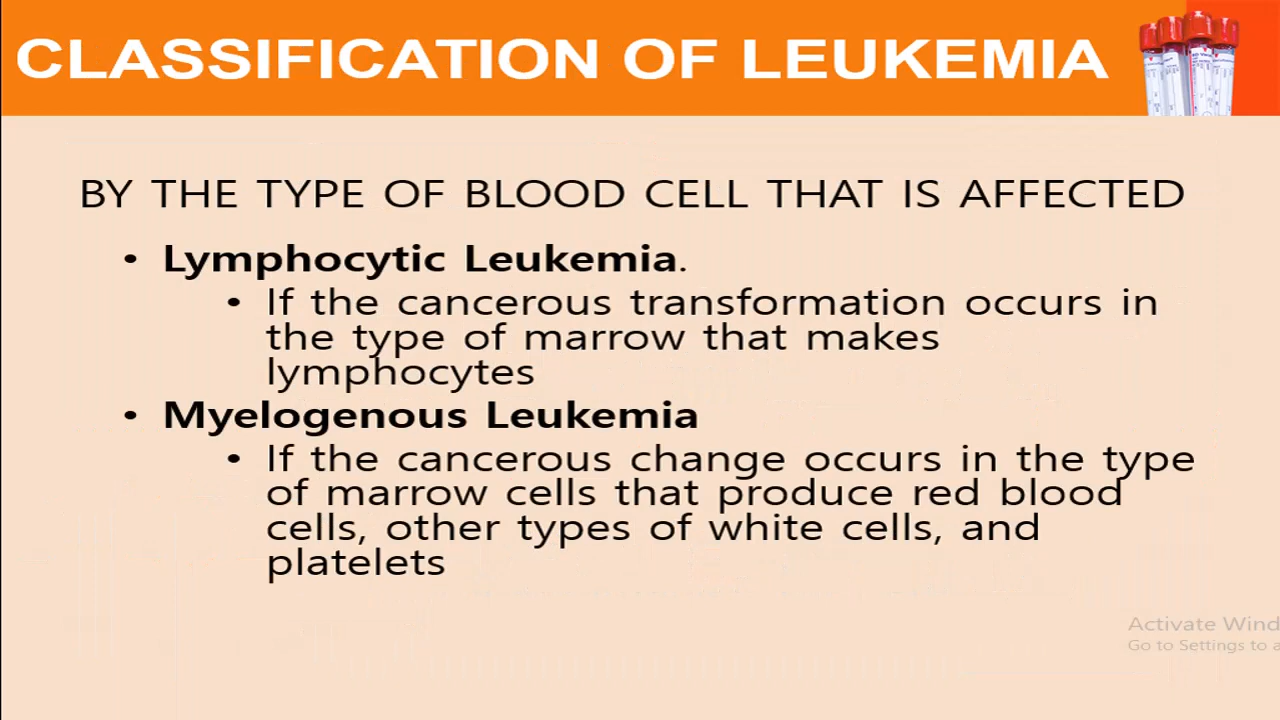 CLASSIFICATION OF LEUKEMIA
BY THE TYPE OF BLOOD CELL THAT IS AFFECTED
• Lymphocytic Leukemia.
• If the cancerous transformation occurs in
the type of marrow that makes
lymphocytes
• Myelogenous Leukemia
• If the cancerous change occurs in the type
of marrow cells that produce red blood
cells, other types of white cells, and
platelets
Activate Wind
Go to Settings to a